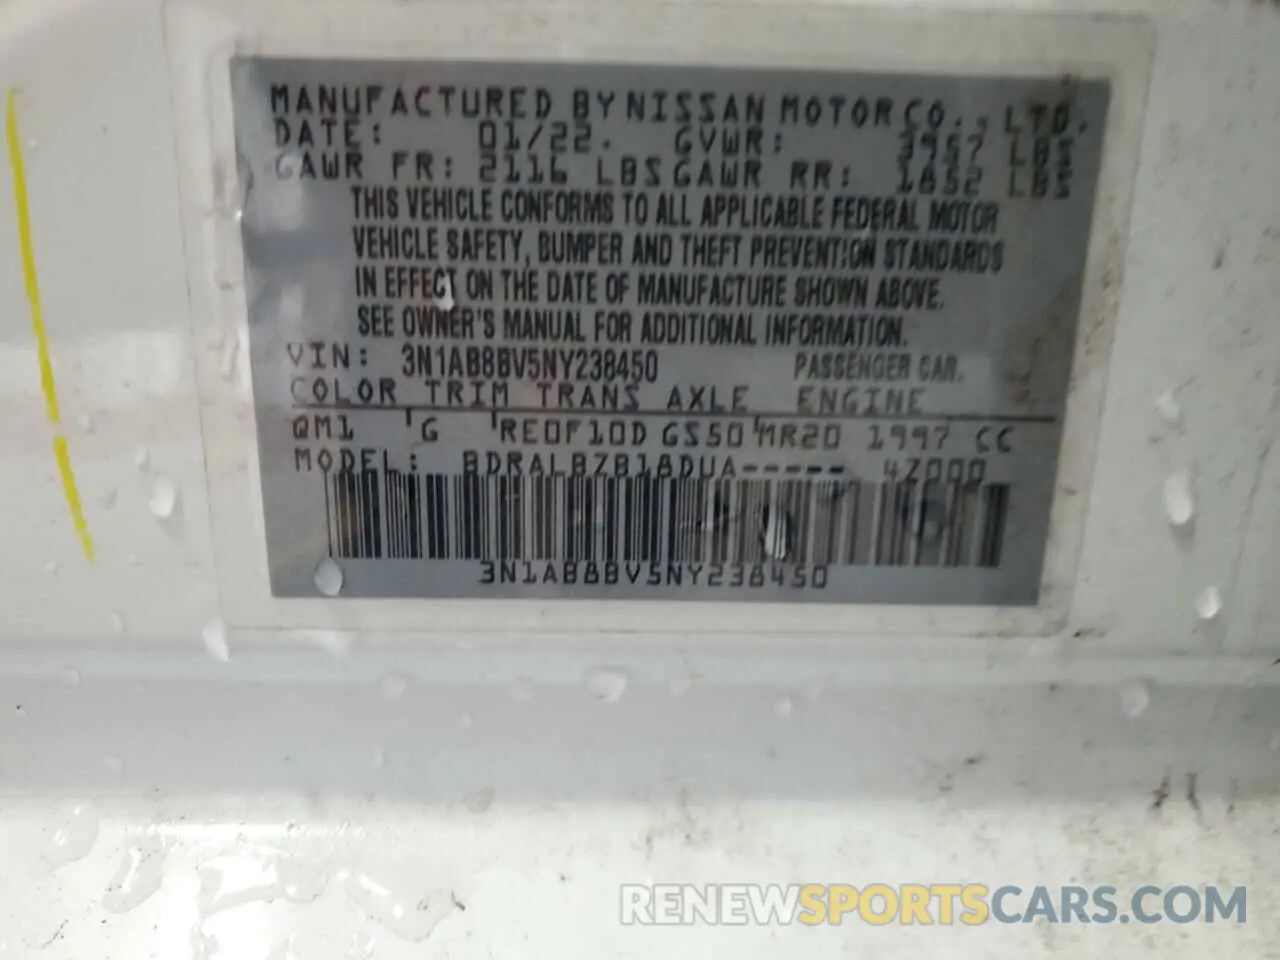 MANUFACTURED BY NISSAN MOTOR CO., LTD.
DATE: 01/22. GVWR: 3957 LBS
GAWR FR: 2116 LBS GAWR RR: 1852 LBS
THIS VEHICLE CONFORMS TO ALL APPLICABLE FEDERAL MOTOR
VEHICLE SAFETY, BUMPER AND THEFT PREVENTION STANDARDS
IN EFFECT ON THE DATE OF MANUFACTURE SHOWN ABOVE.
SEE OWNER'S MANUAL FOR ADDITIONAL INFORMATION.
VIN: 3N1AB8BV5NY238450 PASSENGER CAR.
COLOR TRIM TRANS AXLE ENGINE
QM1 G RE0F10D GS50 MR20 1997 CC
MODEL: BDRALBZB18DUA----- 4Z000
3N1AB8BV5NY238450
RENEWSPORTSCARS.COM